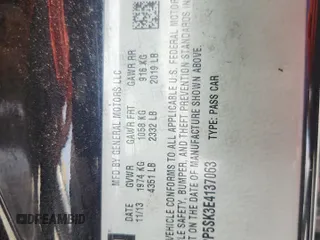 MFD BY GENERAL MOTORS LLC
DATE GVWR GAWR FRT GAWR RR
11/13 1974 KG 1058 KG 916 KG
4351 LB 2332 LB 2019 LB
VEHICLE CONFORMS TO ALL APPLICABLE U.S. FEDERAL MOTOR
SAFETY, BUMPER, AND THEFT PREVENTION STANDARDS IN
ON THE DATE OF MANUFACTURE SHOWN ABOVE.
P5SK3E4137063 TYPE: PASS CAR